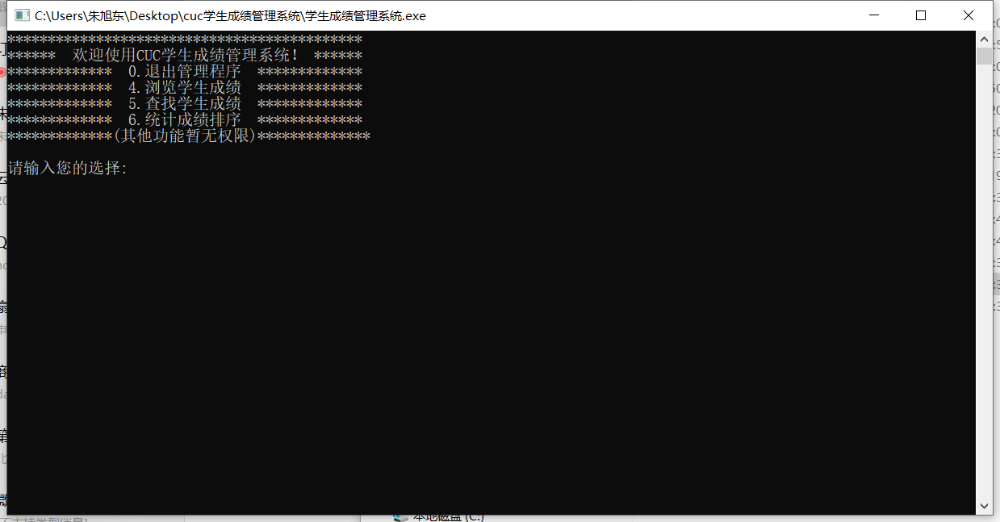 C:\Users\朱旭东\Desktop\cuc学生成绩管理系统\学生成绩管理系统.exe
********************************************
****** 欢迎使用CUC学生成绩管理系统! ******
************* 0.退出管理程序 *************
************* 4.浏览学生成绩 *************
************* 5.查找学生成绩 *************
************* 6.统计成绩排序 *************
*************(其他功能暂无权限)**************
请输入您的选择:
本地磁盘 (C:)